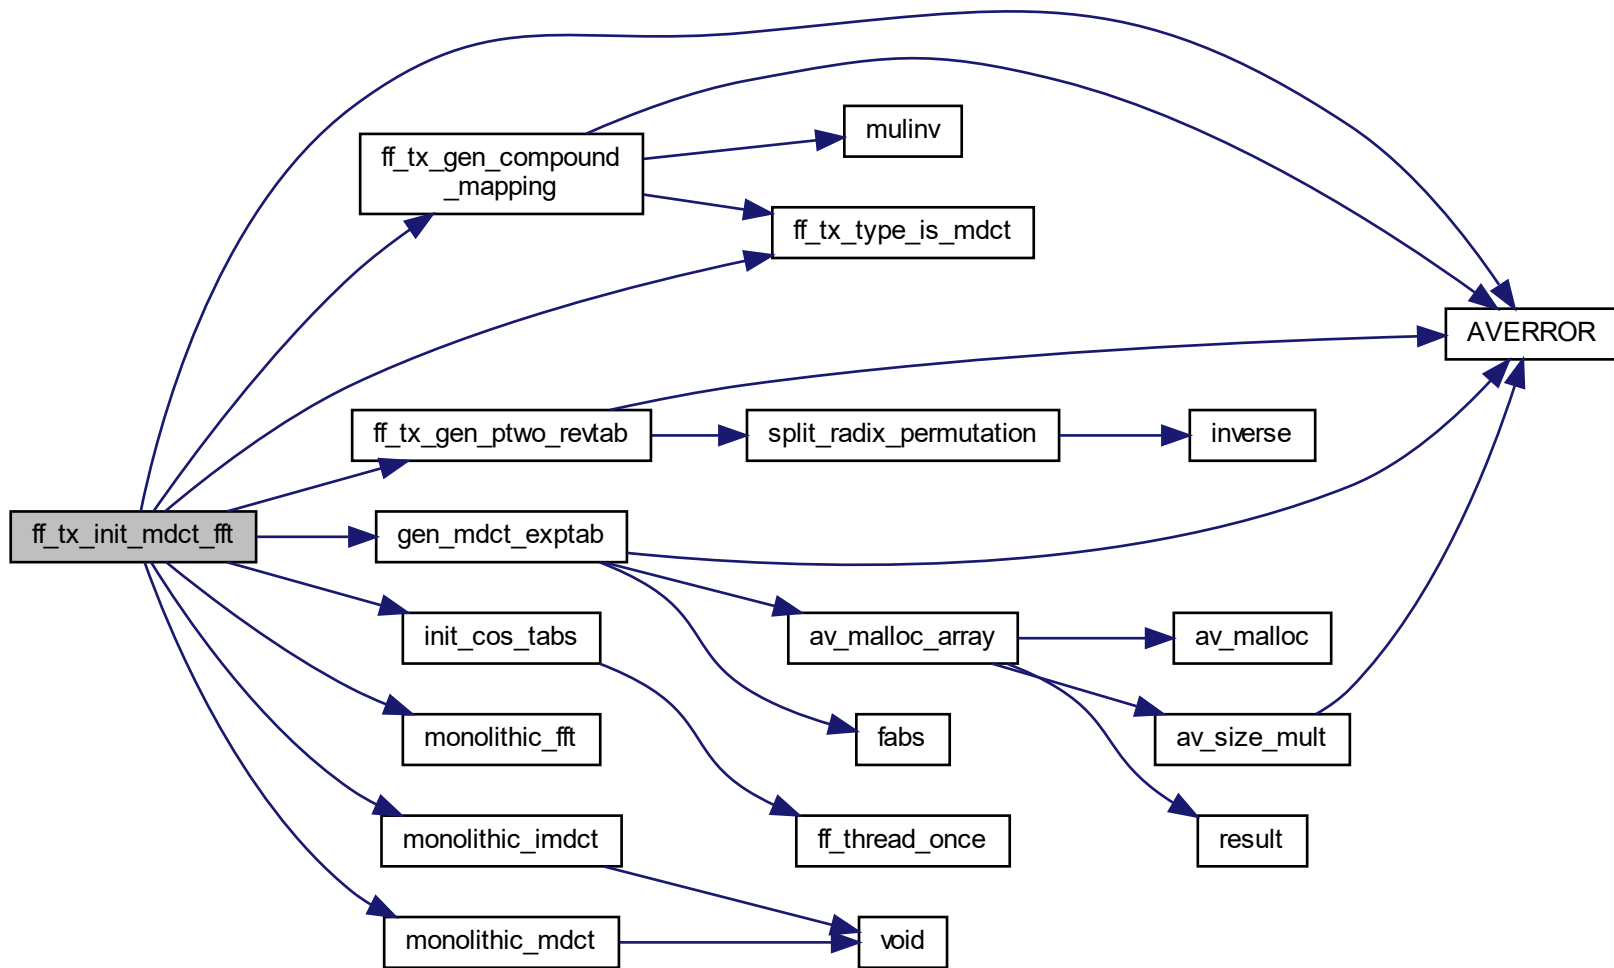 mulinv
ff_tx_gen_compound
_mapping
ff_tx_type_is_mdct
AVERROR
ff_tx_gen_ptwo_revtab
split_radix_permutation
inverse
ff_tx_init_mdct_fft
gen_mdct_exptab
init_cos_tabs
av_malloc_array
av_malloc
monolithic_fft
fabs
av_size_mult
monolithic_imdct
ff_thread_once
result
monolithic_mdct
void